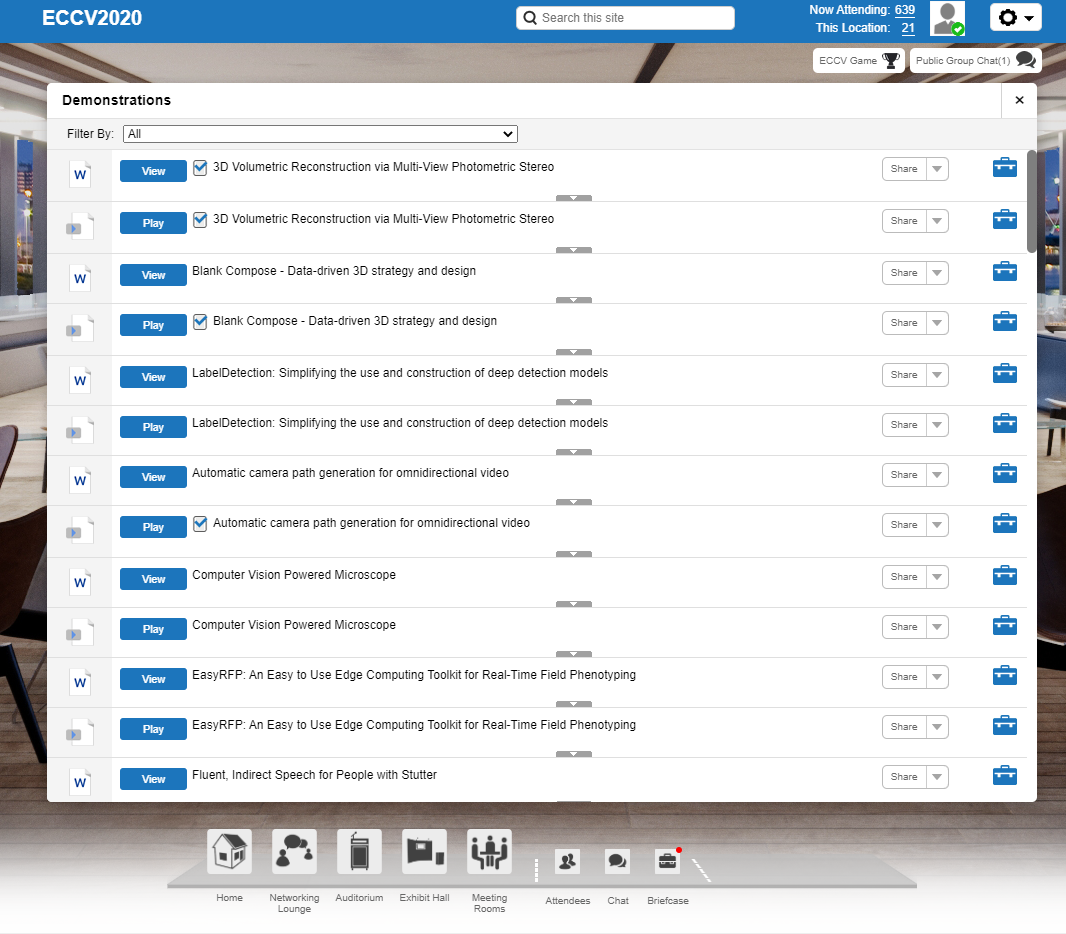 ECCV2020
Search this site
Now Attending: 639
This Location: 21
ECCV Game
Public Group Chat(1)
Demonstrations
×
Filter By: All
W View 3D Volumetric Reconstruction via Multi-View Photometric Stereo Share
Play 3D Volumetric Reconstruction via Multi-View Photometric Stereo Share
W View Blank Compose - Data-driven 3D strategy and design Share
Play Blank Compose - Data-driven 3D strategy and design Share
W View LabelDetection: Simplifying the use and construction of deep detection models Share
Play LabelDetection: Simplifying the use and construction of deep detection models Share
W View Automatic camera path generation for omnidirectional video Share
Play Automatic camera path generation for omnidirectional video Share
W View Computer Vision Powered Microscope Share
Play Computer Vision Powered Microscope Share
W View EasyRFP: An Easy to Use Edge Computing Toolkit for Real-Time Field Phenotyping Share
Play EasyRFP: An Easy to Use Edge Computing Toolkit for Real-Time Field Phenotyping Share
W View Fluent, Indirect Speech for People with Stutter Share
Home
Networking
Lounge
Auditorium
Exhibit Hall
Meeting
Rooms
Attendees
Chat
Briefcase